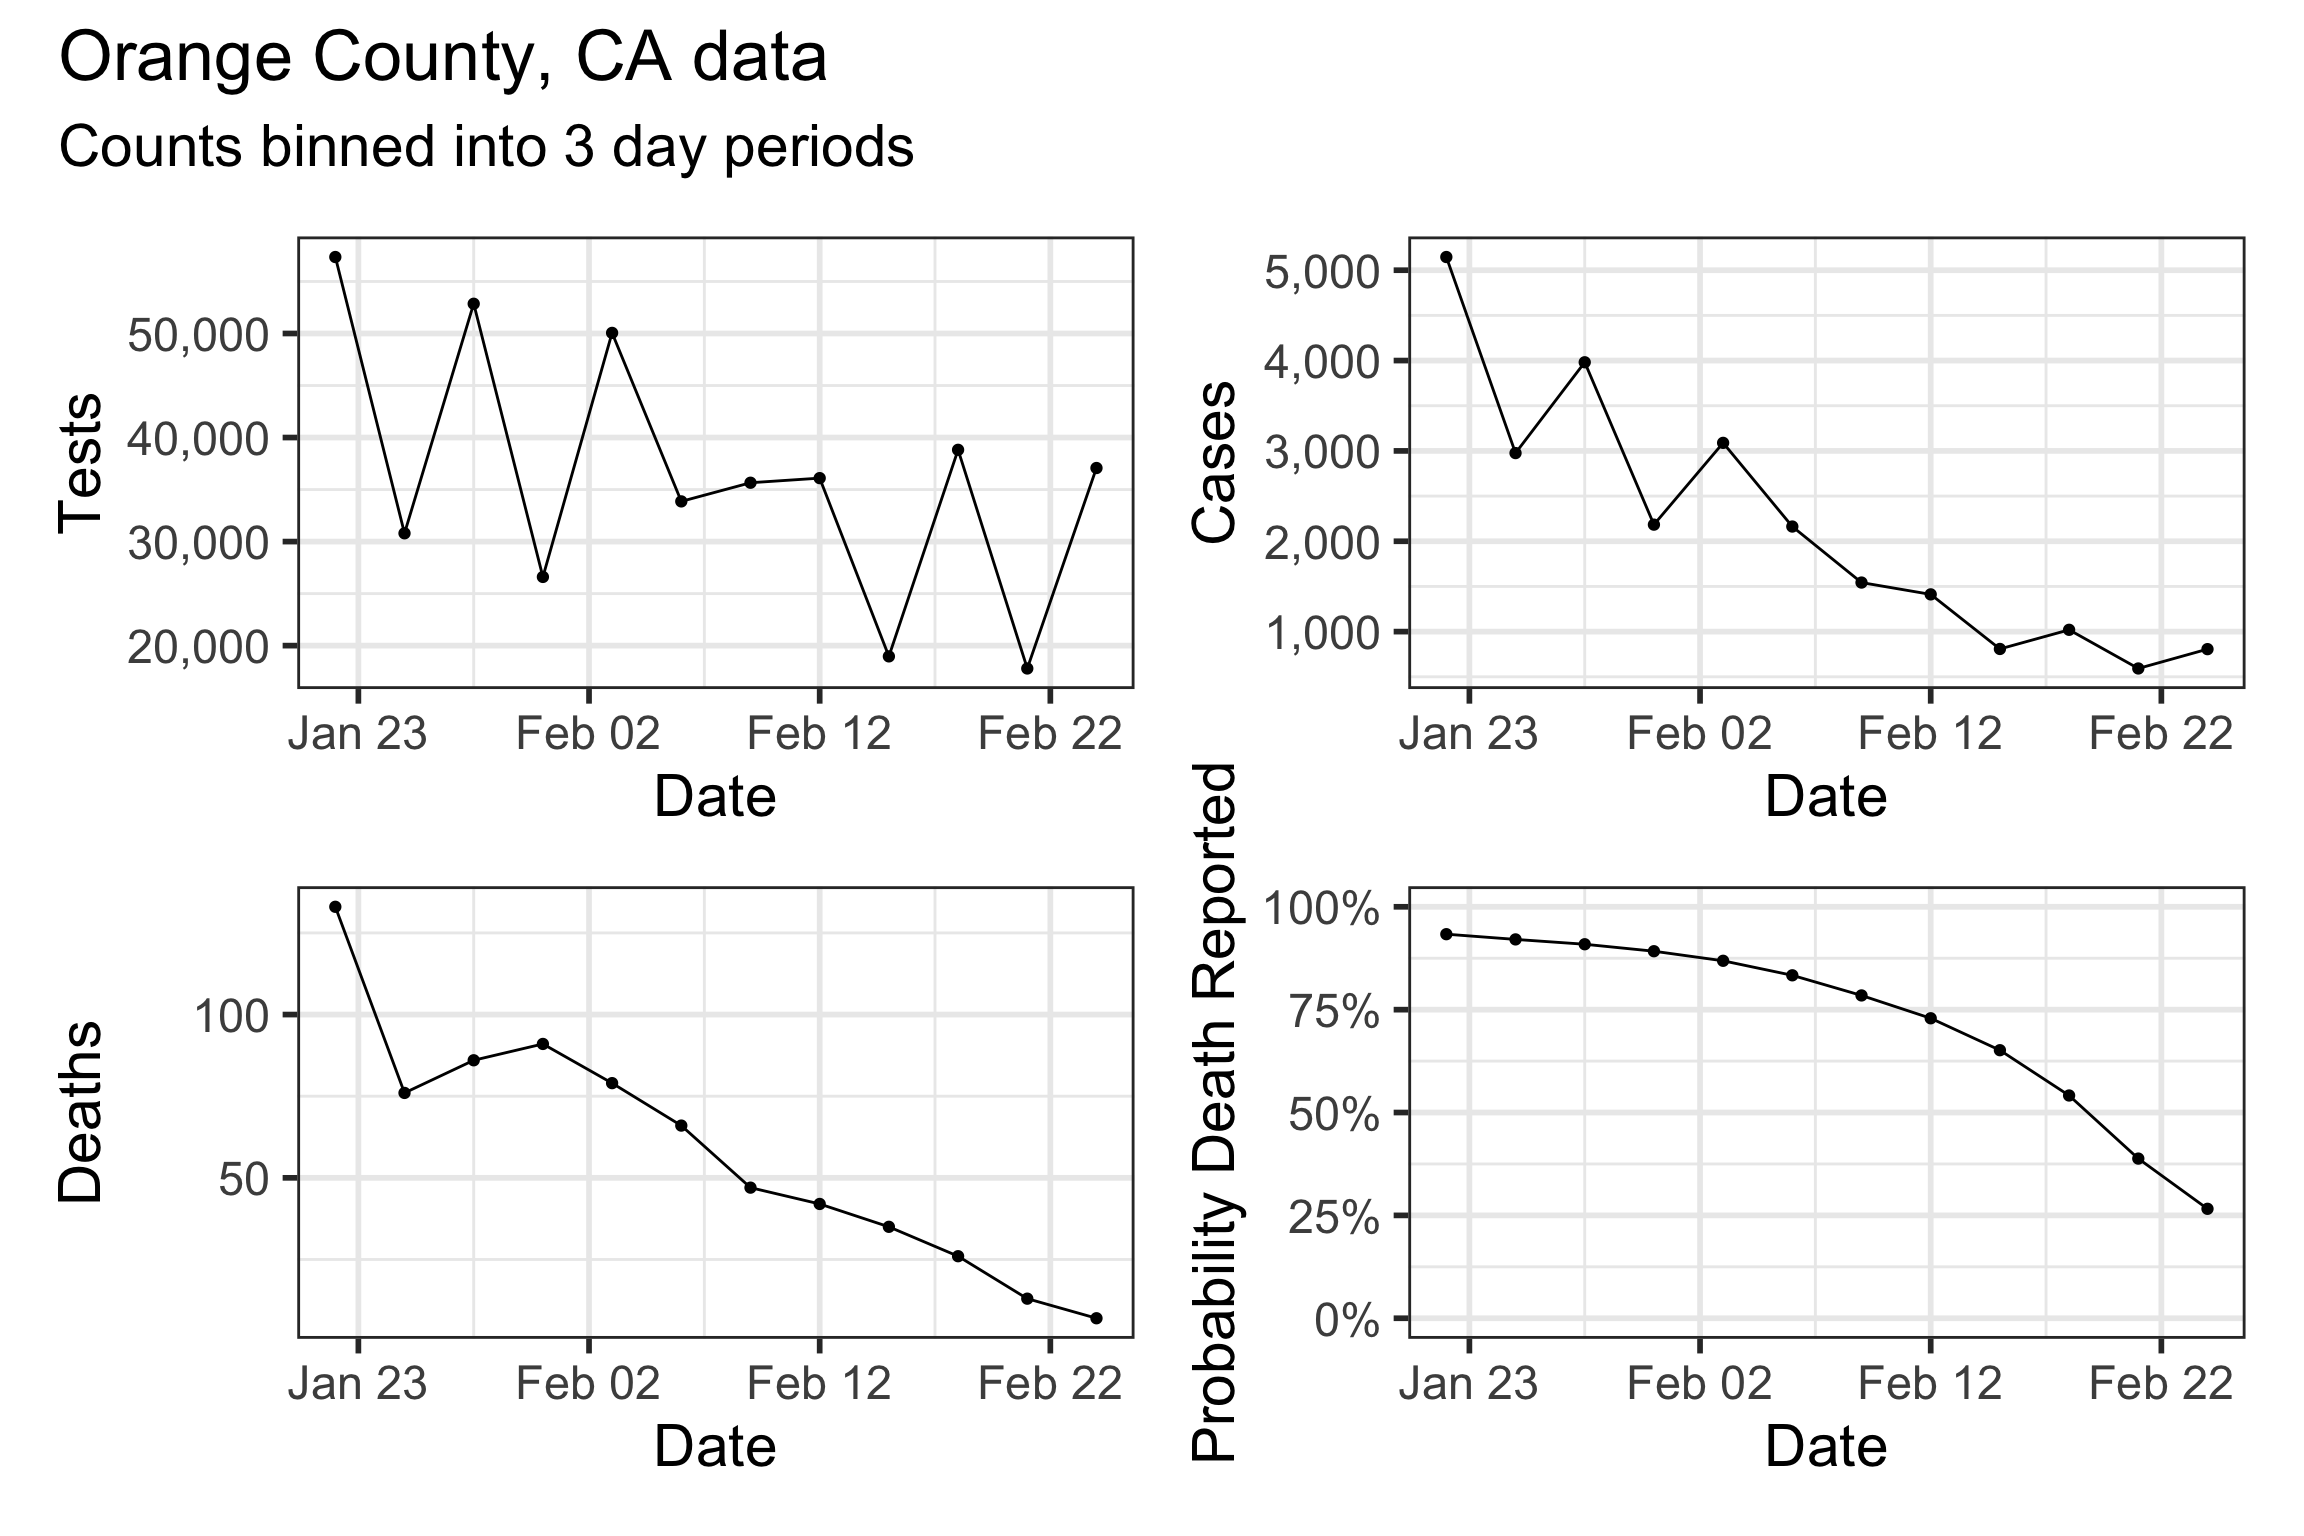 Orange County, CA data
Counts binned into 3 day periods
Tests
50,000
40,000
30,000
20,000
Jan 23 Feb 02 Feb 12 Feb 22
Date
Cases
5,000
4,000
3,000
2,000
1,000
Jan 23 Feb 02 Feb 12 Feb 22
Date
Deaths
100
50
Jan 23 Feb 02 Feb 12 Feb 22
Date
Probability Death Reported
100%
75%
50%
25%
0%
Jan 23 Feb 02 Feb 12 Feb 22
Date